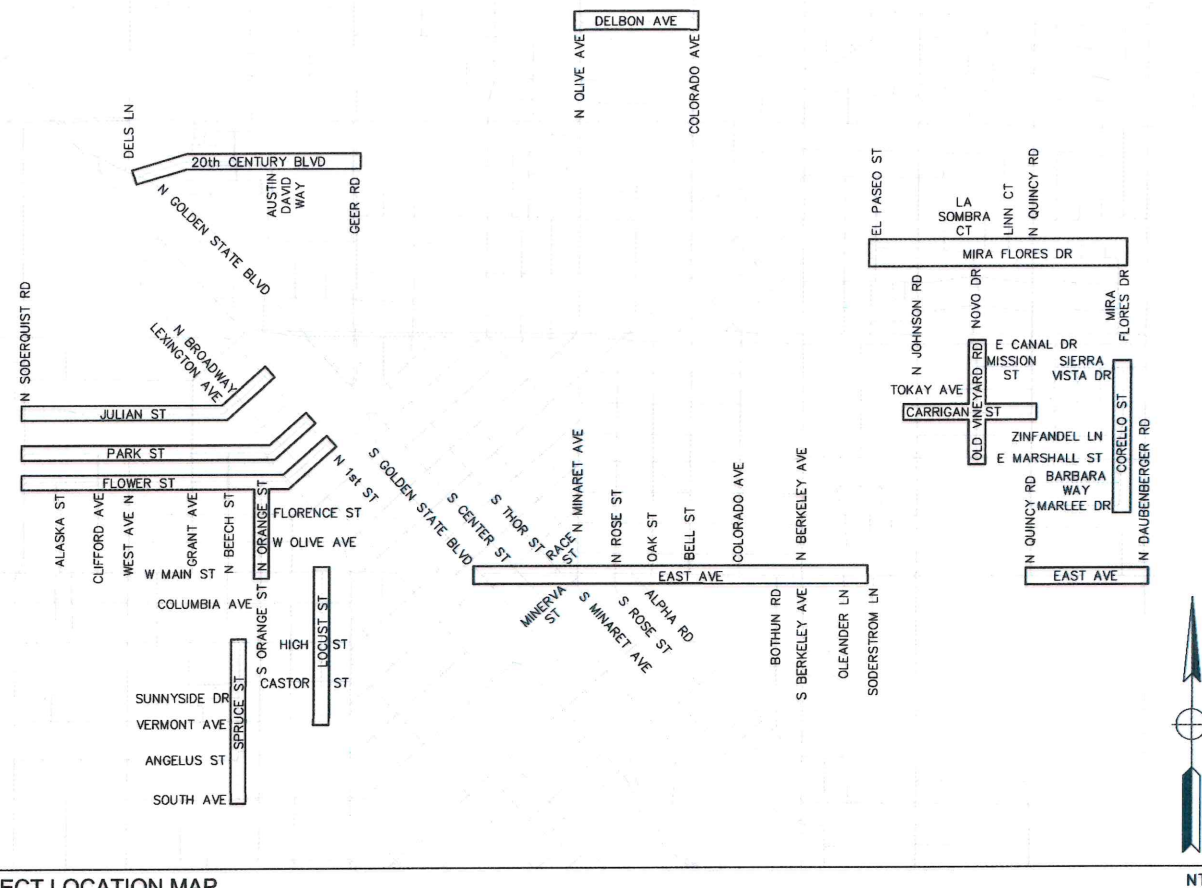 DELBON AVE
N OLIVE AVE
COLORADO AVE
DELS LN
20th CENTURY BLVD
N GOLDEN STATE BLVD
AUSTIN
DAVID
WAY
GEER RD
EL PASEO ST
LA
SOMBRA
CT
LINN CT
N QUINCY RD
MIRA FLORES DR
N JOHNSON RD
NOVO DR
MIRA
FLORES DR
E CANAL DR
MISSION
ST
SIERRA
VISTA DR
TOKAY AVE
OLD VINEYARD RD
CARRIGAN ST
ZINFANDEL LN
E MARSHALL ST
BARBARA
WAY
MARLEE DR
CORELLO ST
N QUINCY RD
N DAUBENBERGER RD
EAST AVE
N SODERQUIST RD
N BROADWAY
LEXINGTON AVE
JULIAN ST
PARK ST
FLOWER ST
N 1st ST
ALASKA ST
CLIFFORD AVE
WEST AVE N
GRANT AVE
N BEECH ST
N ORANGE ST
FLORENCE ST
W OLIVE AVE
W MAIN ST
COLUMBIA AVE
S ORANGE ST
LOCUST ST
HIGH ST
CASTOR ST
SUNNYSIDE DR
VERMONT AVE
SPRUCE ST
ANGELUS ST
SOUTH AVE
S GOLDEN STATE BLVD
S CENTER ST
S THOR ST
RACE
ST
N MINARET AVE
N ROSE ST
OAK ST
BELL ST
COLORADO AVE
N BERKELEY AVE
EAST AVE
MINERVA
ST
S MINARET AVE
S ROSE ST
ALPHA RD
BOTHUN RD
S BERKELEY AVE
OLEANDER LN
SODERSTROM LN